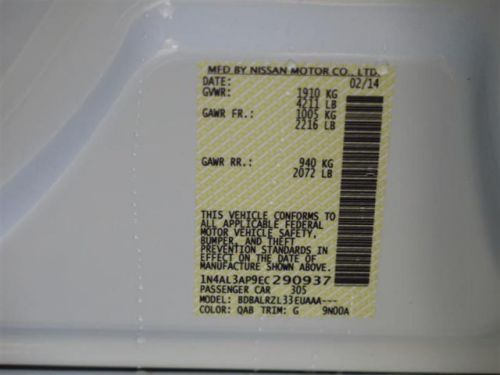 MFD BY NISSAN MOTOR CO., LTD.
DATE: 02/14
GVWR: 1910 KG
4211 LB
GAWR FR.: 1005 KG
2216 LB
GAWR RR.: 940 KG
2072 LB
THIS VEHICLE CONFORMS TO
ALL APPLICABLE FEDERAL
MOTOR VEHICLE SAFETY,
BUMPER, AND THEFT
PREVENTION STANDARDS IN
EFFECT ON THE DATE OF
MANUFACTURE SHOWN ABOVE.
1N4AL3AP9EC290937
PASSENGER CAR 305
MODEL: BDBALRZL33EUAAA---
COLOR: QAB TRIM: G 9N00A